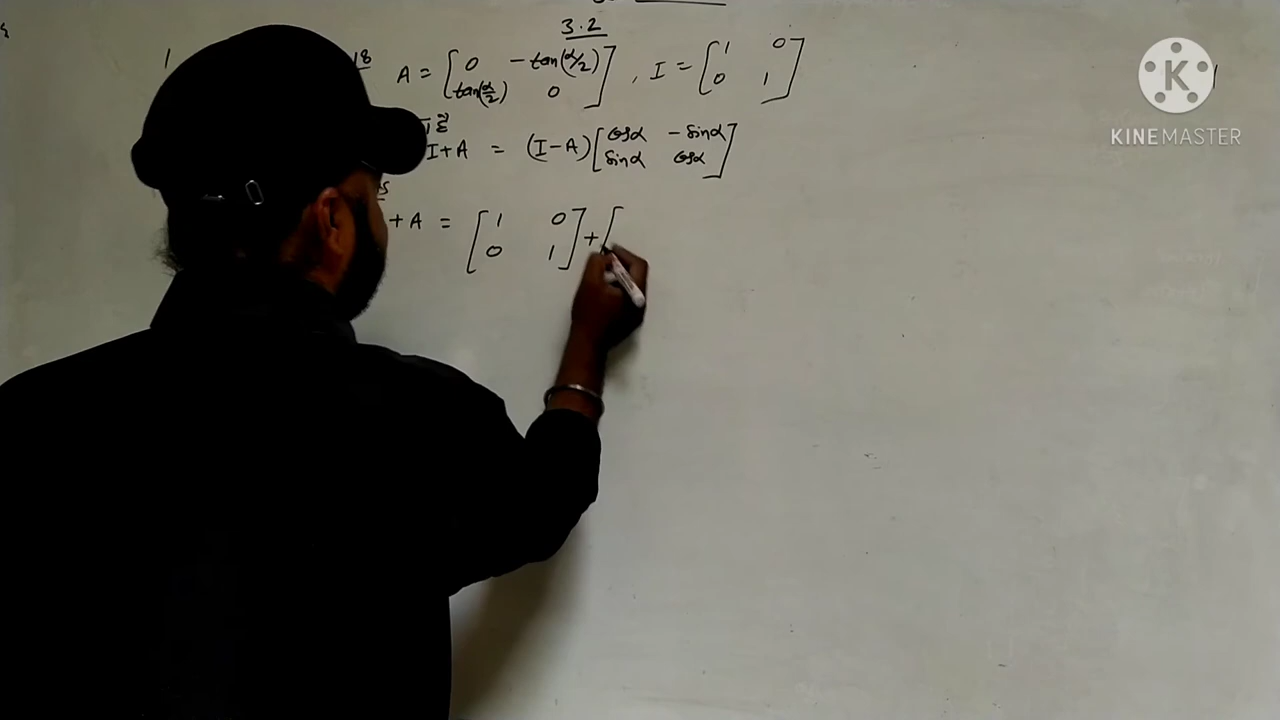 3.2
18 A = [0 -tan(α/2) tan(α/2) 0], I = [1 0 0 1]
I+A = (I-A)[cosα -sinα sinα cosα]
+ A = [1 0 0 1] + [
KINEMASTER